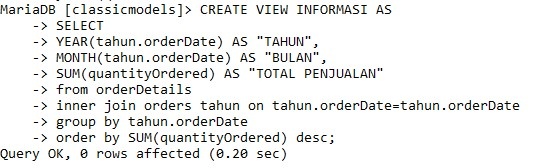 MariaDB [classicmodels]> CREATE VIEW INFORMASI AS
-> SELECT
-> YEAR(tahun.orderDate) AS "TAHUN",
-> MONTH(tahun.orderDate) AS "BULAN",
-> SUM(quantityOrdered) AS "TOTAL PENJUALAN"
-> from orderDetails
-> inner join orders tahun on tahun.orderDate=tahun.orderDate
-> group by tahun.orderDate
-> order by SUM(quantityOrdered) desc;
Query OK, 0 rows affected (0.20 sec)